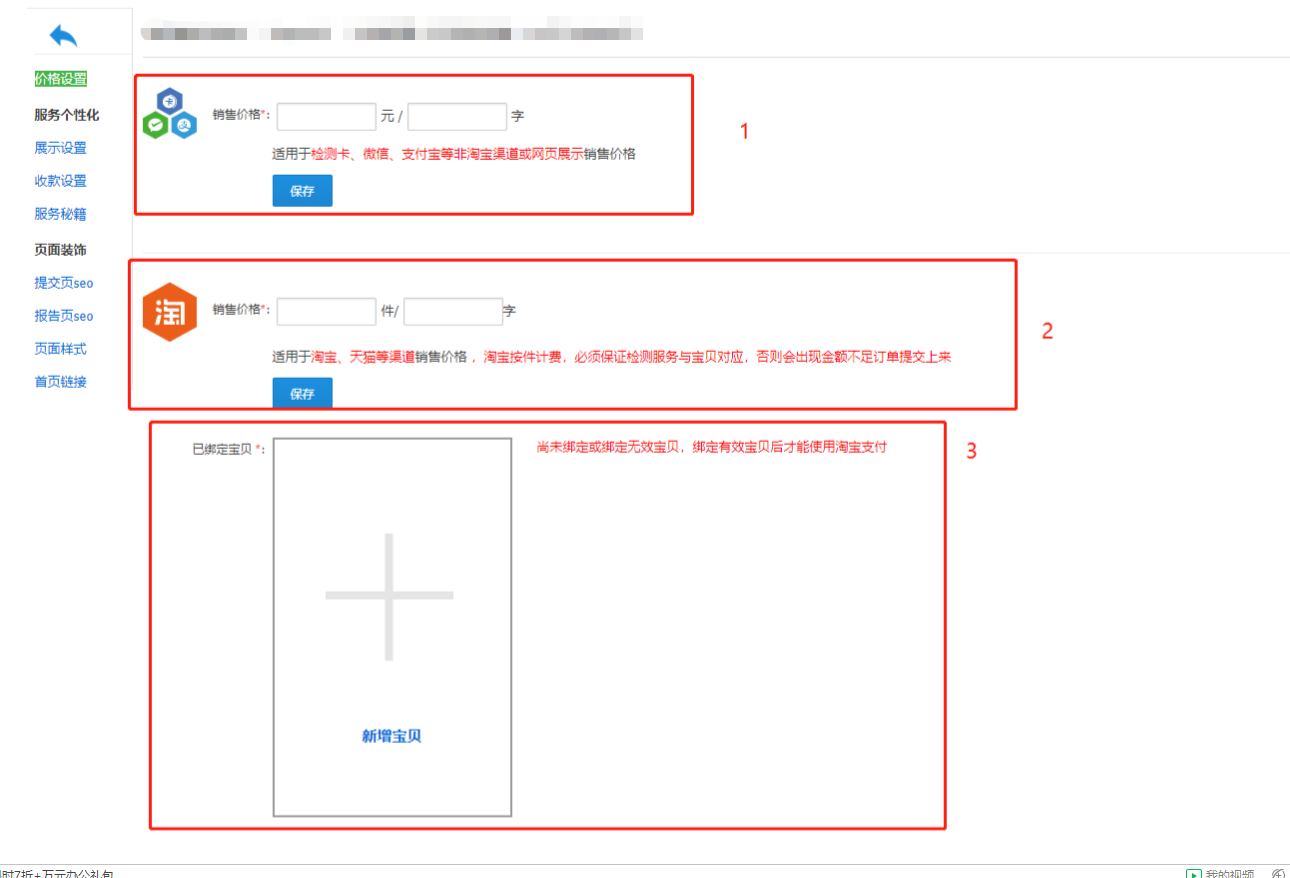 价格设置
服务个性化
展示设置
收款设置
服务秘籍
页面装饰
提交页seo
报告页seo
页面样式
首页链接
卡
支
销售价格*: 元 / 字
适用于检测卡、微信、支付宝等非淘宝渠道或网页展示销售价格
保存
1
淘
销售价格*: 件/ 字
适用于淘宝、天猫等渠道销售价格 ，淘宝按件计费，必须保证检测服务与宝贝对应，否则会出现金额不足订单提交上来
保存
2
已绑定宝贝 *:
尚未绑定或绑定无效宝贝，绑定有效宝贝后才能使用淘宝支付
3
新增宝贝
时7折+万元办公礼包
我的视频